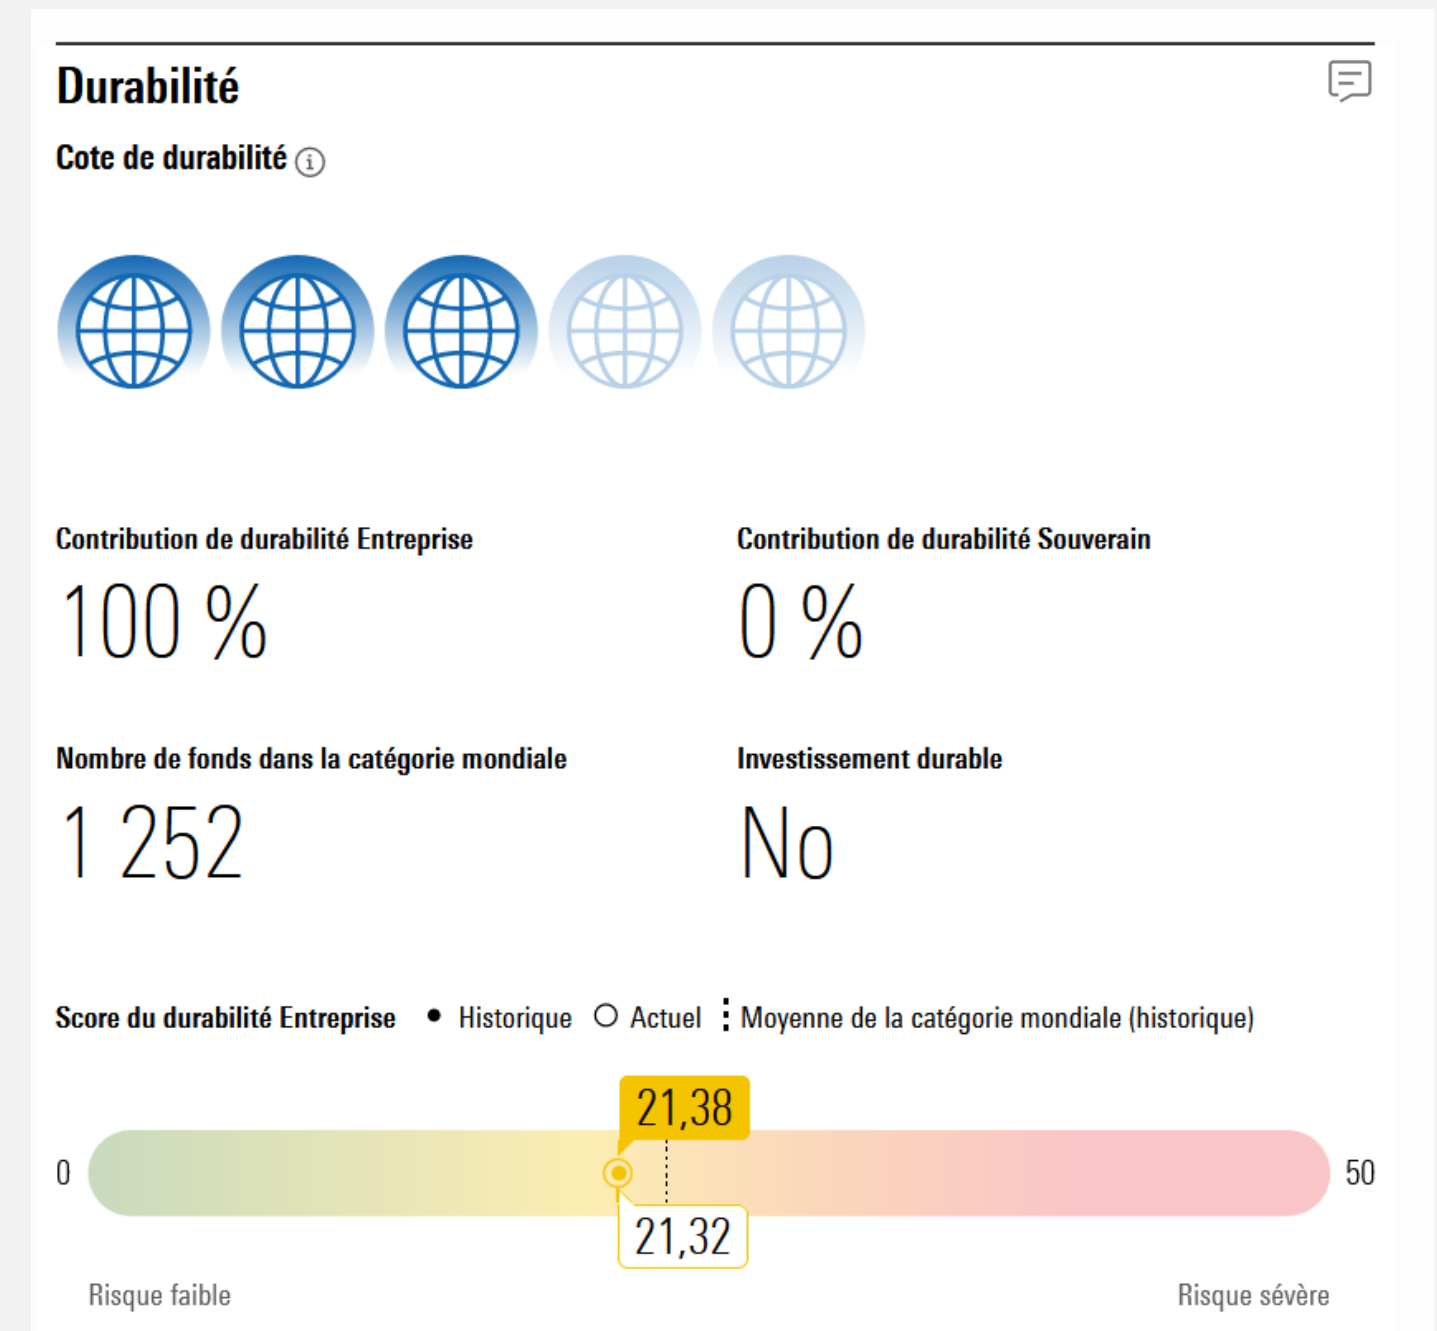 Durabilité
Cote de durabilité
Contribution de durabilité Entreprise
100 %
Contribution de durabilité Souverain
0 %
Nombre de fonds dans la catégorie mondiale
1 252
Investissement durable
No
Score du durabilité Entreprise Historique Actuel Moyenne de la catégorie mondiale (historique)
21,38
0
50
21,32
Risque faible
Risque sévère